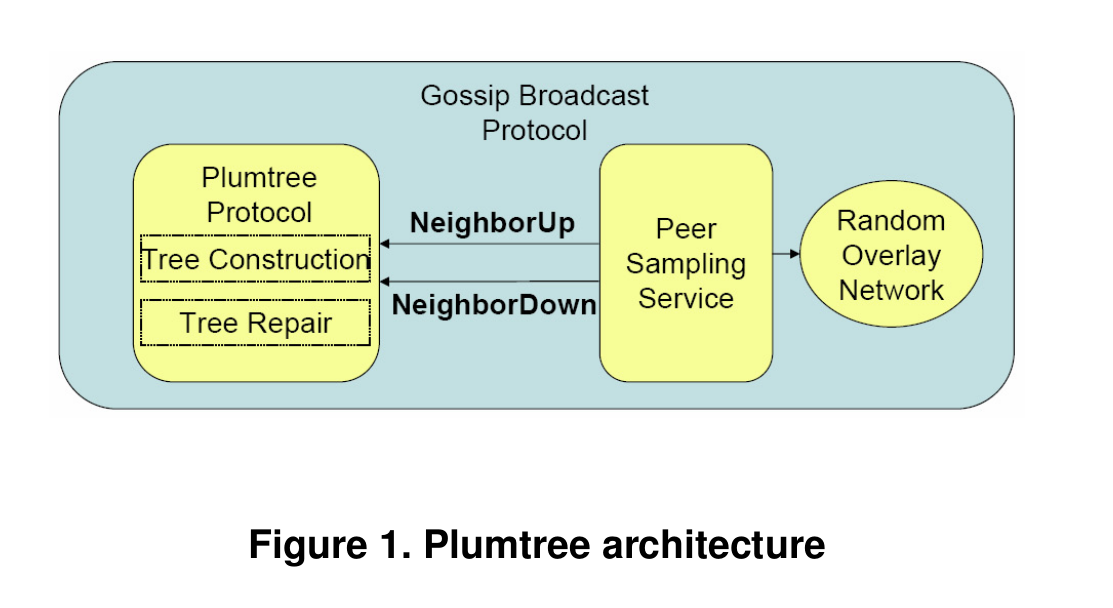 Gossip Broadcast
Protocol
Plumtree
Protocol
Tree Construction
Tree Repair
NeighborUp
NeighborDown
Peer
Sampling
Service
Random
Overlay
Network
Figure 1. Plumtree architecture